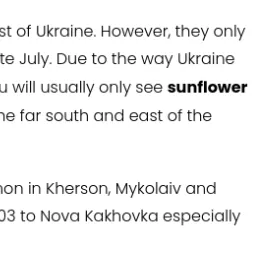 st of Ukraine. However, they only
te July. Due to the way Ukraine
u will usually only see sunflower
he far south and east of the
non in Kherson, Mykolaiv and
03 to Nova Kakhovka especially